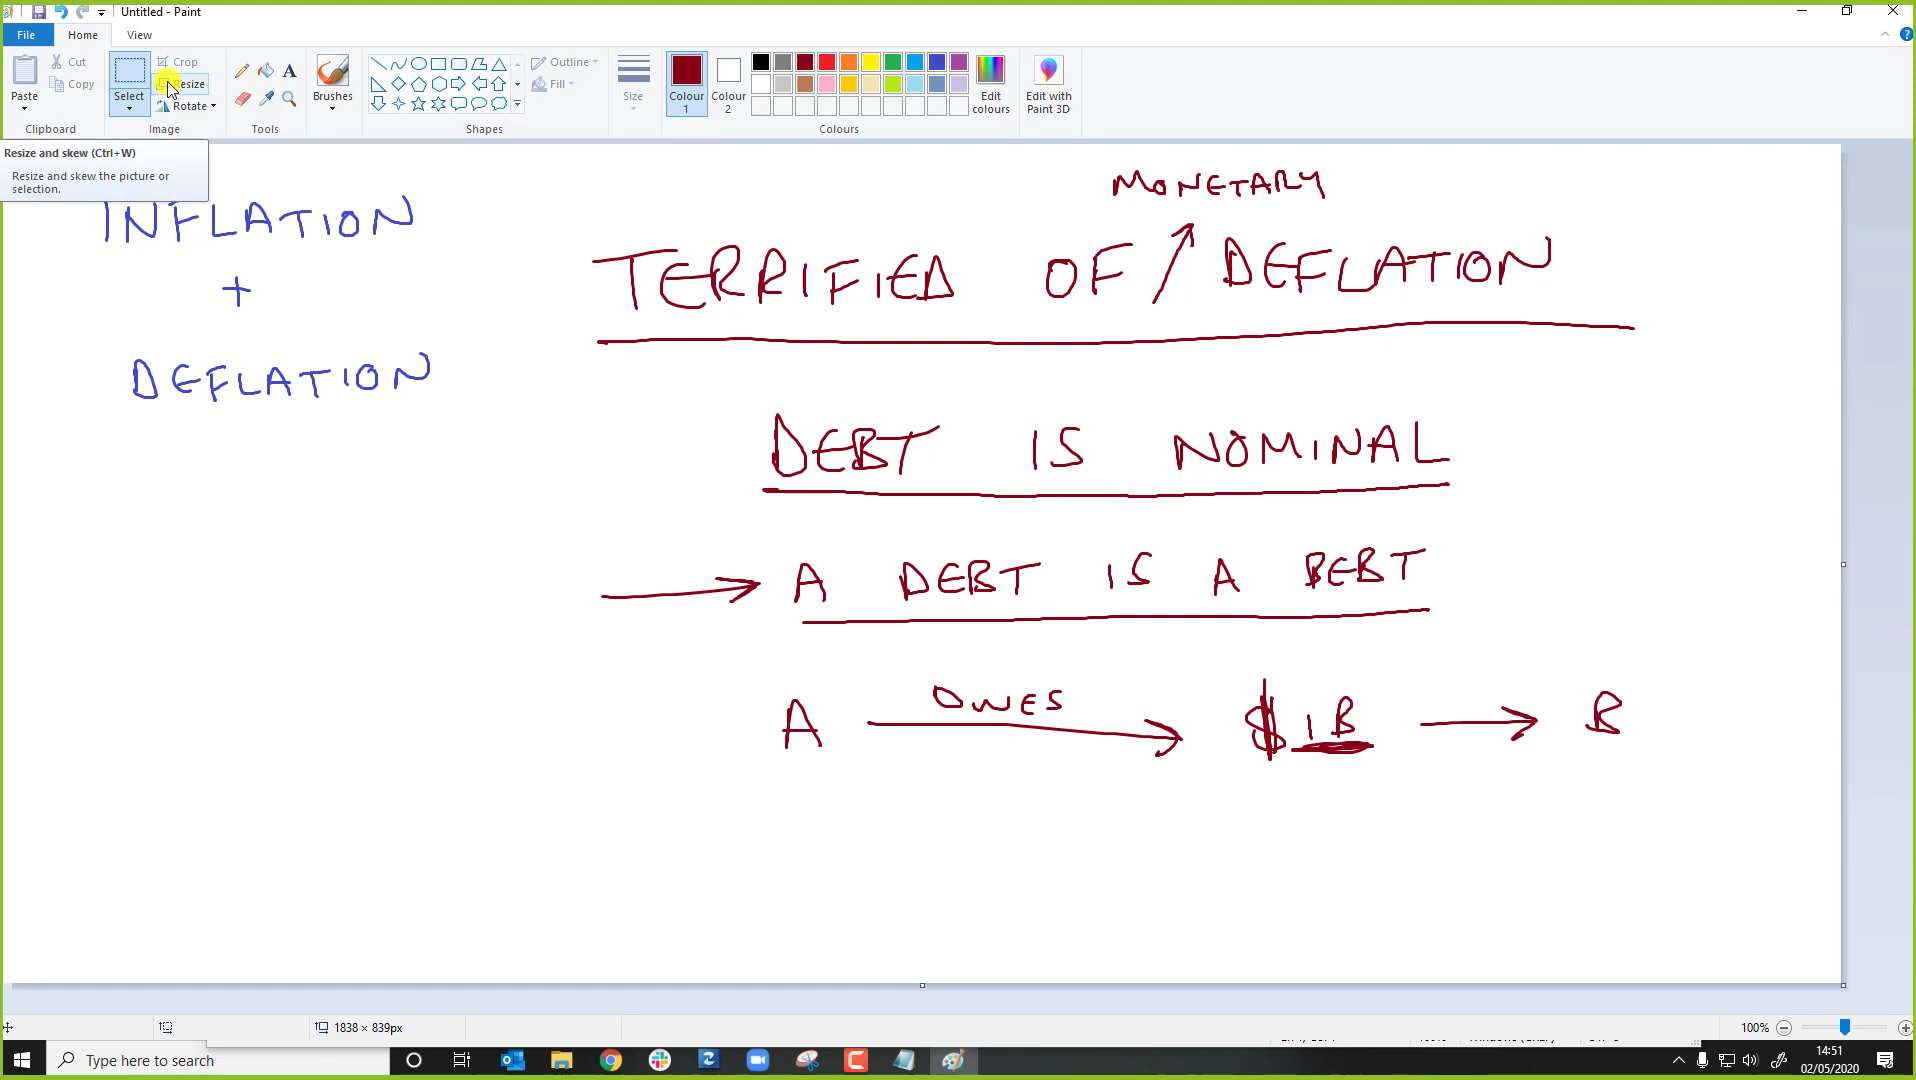 Untitled - Paint
File Home View
Paste
Cut
Copy
Clipboard
Select
Crop
Resize
Rotate
Image
Tools
Brushes
Shapes
Outline
Fill
Size
Colour 1
Colour 2
Edit colours
Colours
Edit with Paint 3D
Resize and skew (Ctrl+W)
Resize and skew the picture or
selection.
INFLATION
+
DEFLATION
MONETARY
TERRIFIED OF DEFLATION
DEBT IS NOMINAL
A DEBT IS A BEBT
A OWES $1B B
1838 × 839px
100%
Type here to search
14:51
02/05/2020